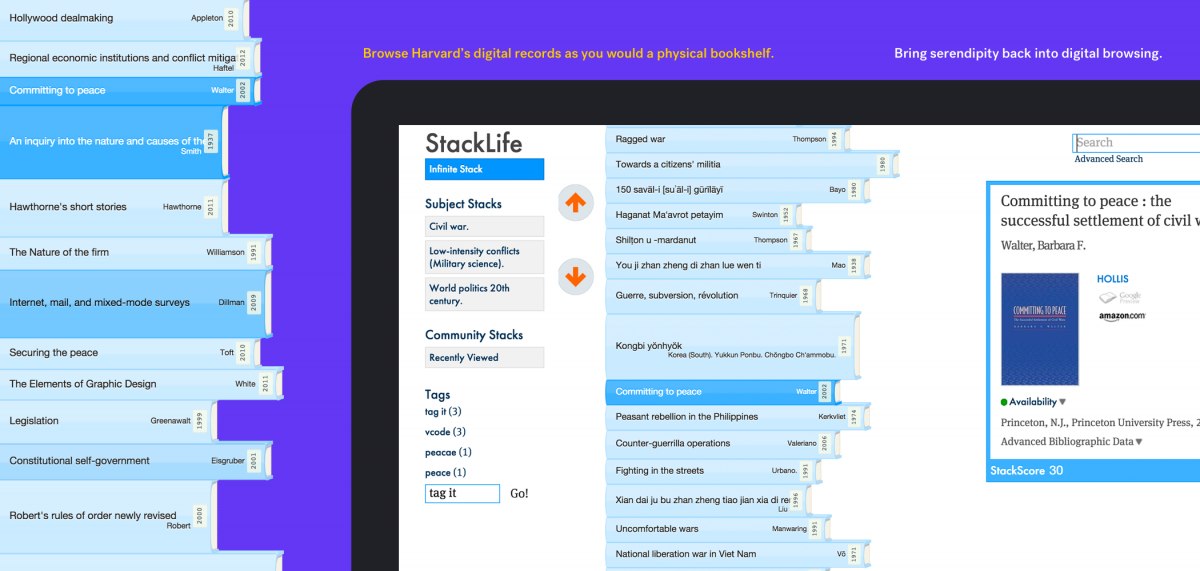 Hollywood dealmaking Appleton 2010
Regional economic institutions and conflict mitiga 2012
Haftel
Committing to peace Walter 2002
An inquiry into the nature and causes of the 1937
Smith
Hawthorne's short stories Hawthorne 2011
The Nature of the firm Williamson 1991
Internet, mail, and mixed-mode surveys Dillman 2009
Securing the peace Toft 2010
The Elements of Graphic Design White 2011
Legislation Greenawalt 1999
Constitutional self-government Eisgruber 2001
Robert's rules of order newly revised 2000
Robert
Browse Harvard's digital records as you would a physical bookshelf.
Bring serendipity back into digital browsing.
StackLife
Infinite Stack
Subject Stacks
Civil war.
Low-intensity conflicts
(Military science).
World politics 20th
century.
Community Stacks
Recently Viewed
Tags
tag it (3)
vcode (3)
peacae (1)
peace (1)
tag it Go!
Ragged war Thompson 1994
Towards a citizens' militia 1980
150 savāl-i [su'āl-i] gūrīlāyī Bayo 1980
Haganat Ma'avrot petayim Swinton 1952
Shiltọn u -mardanut Thompson 1967
You ji zhan zheng di zhan lue wen ti Mao 1938
Guerre, subversion, révolution Trinquier 1968
Kongbi yŏnhyŏk 1971
Korea (South). Yukkun Ponbu. Chŏngbo Ch'ammobu.
Committing to peace Walter 2002
Peasant rebellion in the Philippines Kerkvliet 1974
Counter-guerrilla operations Valeriano 2006
Fighting in the streets Urbano. 1991
Xian dai ju bu zhan zheng tiao jian xia di re 1996
Liu
Uncomfortable wars Manwaring 1991
National liberation war in Viet Nam Võ 1971
Search
Advanced Search
Committing to peace : the
successful settlement of civil w
Walter, Barbara F.
COMMITTING TO PEACE
The Successful Settlement of Civil Wars
BARBARA F. WALTER
HOLLIS
Google
Preview
amazon.com
Availability ▼
Princeton, N.J., Princeton University Press, 2
Advanced Bibliographic Data ▼
StackScore 30